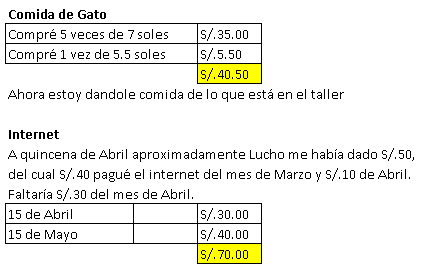 Comida de Gato
Compré 5 veces de 7 soles S/.35.00
Compré 1 vez de 5.5 soles S/.5.50
S/.40.50
Ahora estoy dandole comida de lo que está en el taller
Internet
A quincena de Abril aproximadamente Lucho me había dado S/.50,
del cual S/.40 pagué el internet del mes de Marzo y S/.10 de Abril.
Faltaría S/.30 del mes de Abril.
15 de Abril S/.30.00
15 de Mayo S/.40.00
S/.70.00